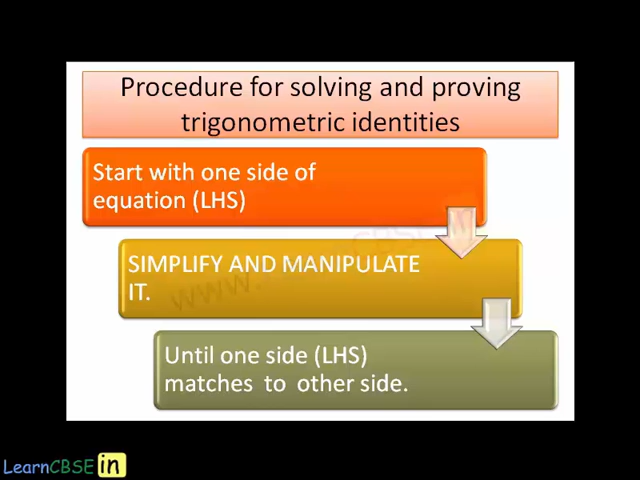 Procedure for solving and proving
trigonometric identities
Start with one side of
equation (LHS)
SIMPLIFY AND MANIPULATE
IT.
Until one side (LHS)
matches to other side.
LearnCBSE in